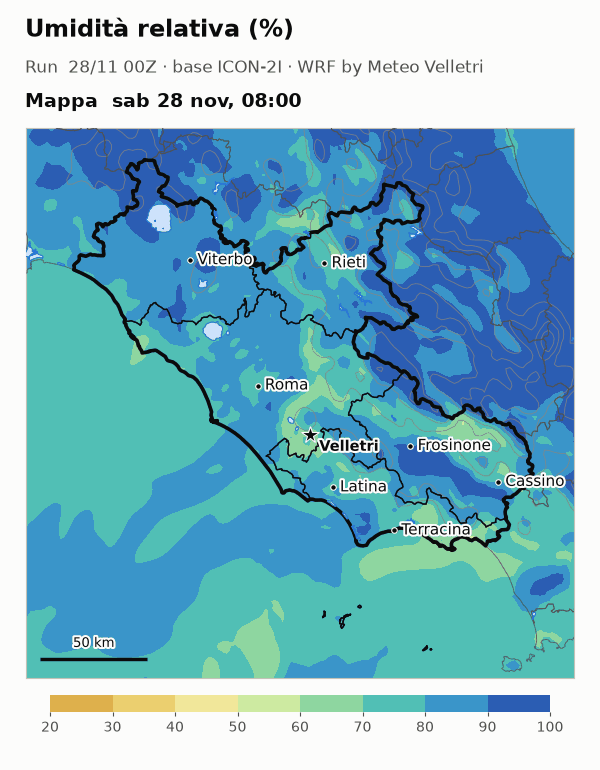 Umidità relativa (%)
Run  28/11 00Z · base ICON-2I · WRF by Meteo Velletri
Mappa  sab 28 nov, 08:00
Viterbo
Rieti
Roma
Velletri
Frosinone
Cassino
Latina
Terracina
50 km
20 30 40 50 60 70 80 90 100